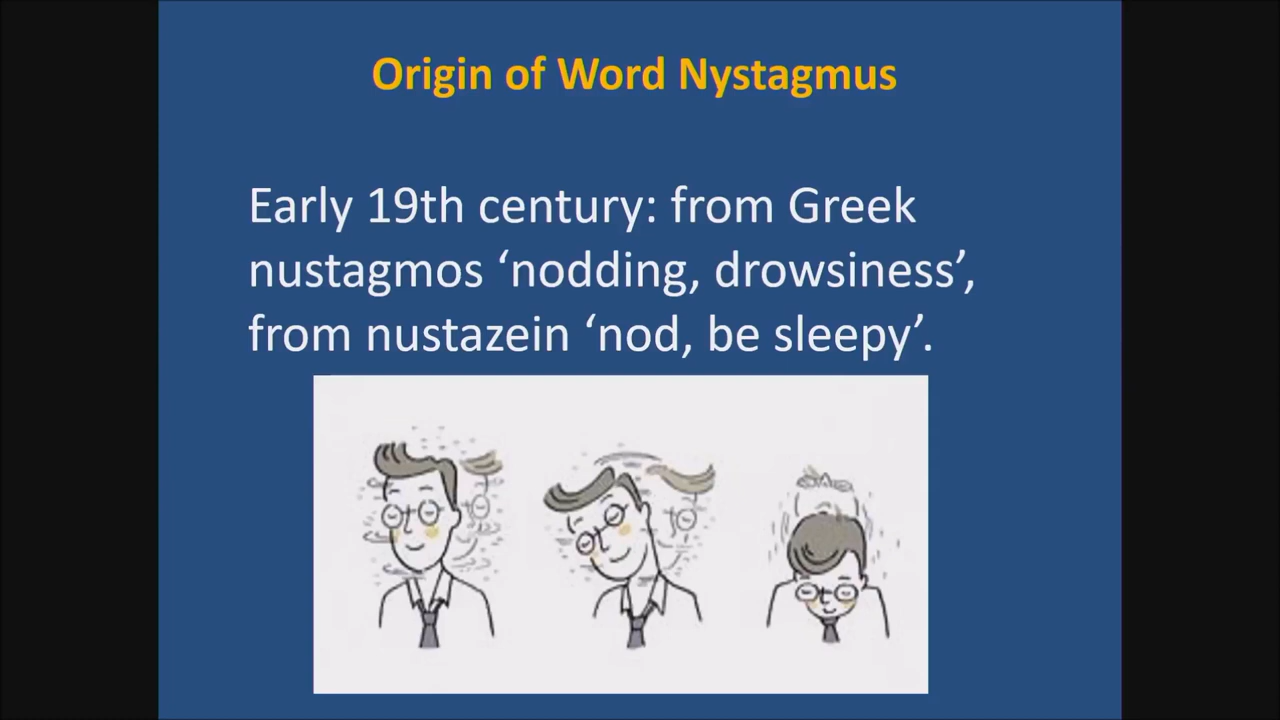 Origin of Word Nystagmus
Early 19th century: from Greek
nustagmos ‘nodding, drowsiness’,
from nustazein ‘nod, be sleepy’.